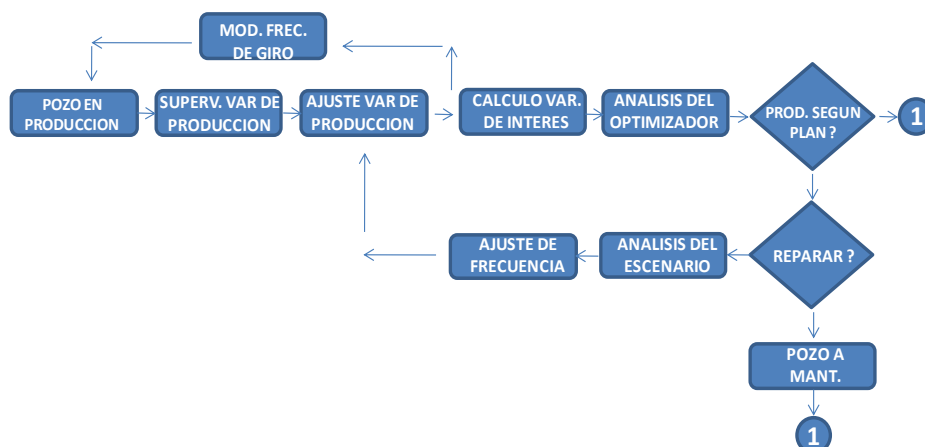 MOD. FREC.
DE GIRO
POZO EN
PRODUCCION
SUPERV. VAR DE
PRODUCCION
AJUSTE VAR DE
PRODUCCION
CALCULO VAR.
DE INTERES
ANALISIS DEL
OPTIMIZADOR
PROD. SEGUN
PLAN ?
1
AJUSTE DE
FRECUENCIA
ANALISIS DEL
ESCENARIO
REPARAR ?
POZO A
MANT.
1